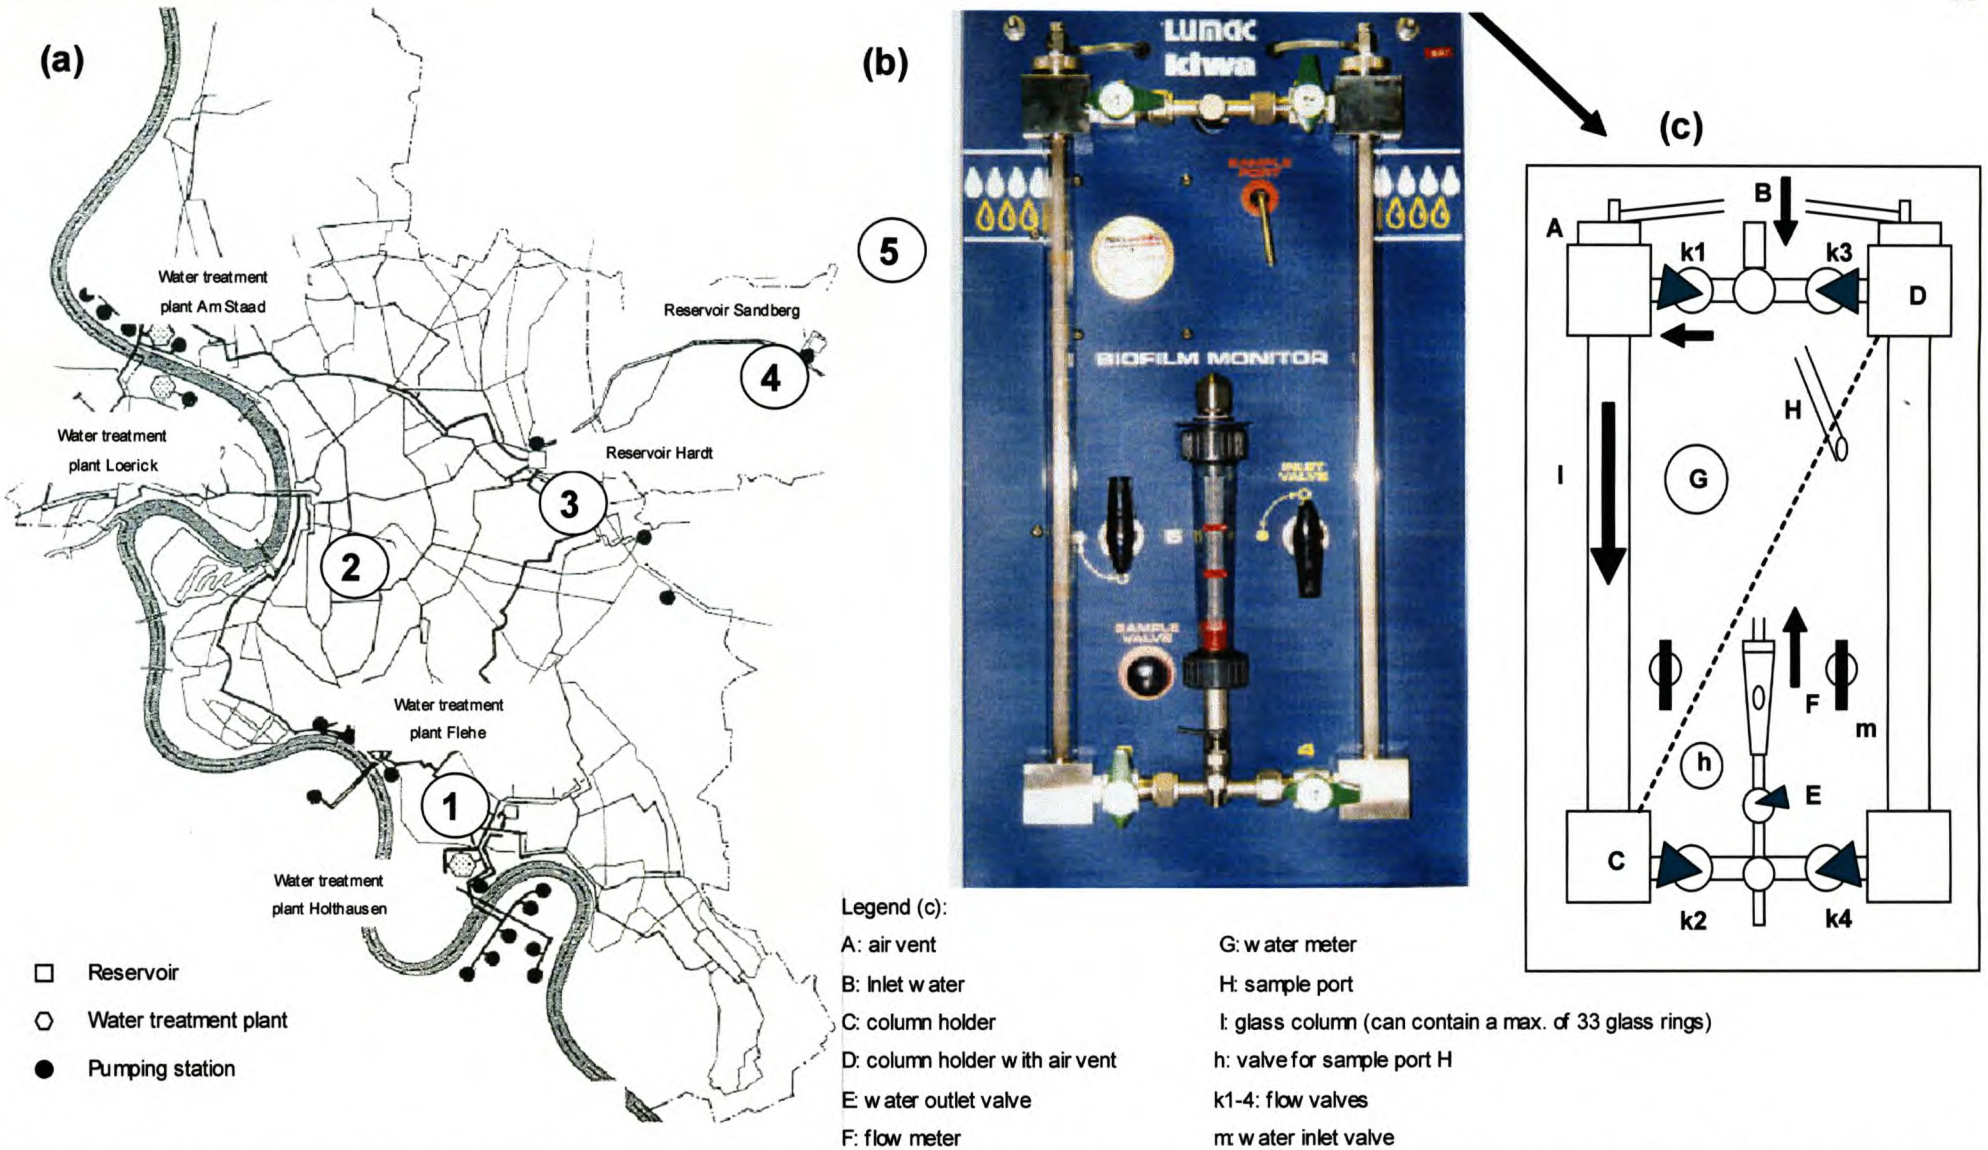 (a)
Water treatment
plant Am Staad
Reservoir Sandberg
4
Water treatment
plant Loerick
Reservoir Hardt
3
2
Water treatment
plant Flehe
1
Water treatment
plant Holthausen
5
Reservoir
Water treatment plant
Pumping station
(b)
Lumac
kiwa
SAMPLE
PORT
BIOFILM MONITOR
INLET
VALVE
SAMPLE
VALVE
4
(c)
A
B
k1
k3
D
H
I
G
F
m
h
E
C
k2
k4
Legend (c):
A: air vent
B: Inlet water
C: column holder
D: column holder with air vent
E: water outlet valve
F: flow meter
G: water meter
H: sample port
I: glass column (can contain a max. of 33 glass rings)
h: valve for sample port H
k1-4: flow valves
m: water inlet valve